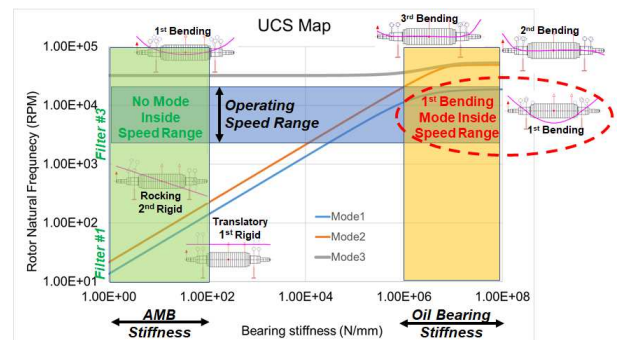 UCS Map
1st Bending
3rd Bending
2nd Bending
1.00E+05
1.00E+04
1.00E+03
1.00E+02
1.00E+01
Rotor Natural Frequnecy (RPM)
Filter #3
Filter #1
No Mode
Inside
Speed Range
Operating
Speed Range
1st Bending
Mode Inside
Speed Range
1st Bending
Rocking
2nd Rigid
Translatory
1st Rigid
Mode1
Mode2
Mode3
1.00E+00
1.00E+02
1.00E+04
1.00E+06
1.00E+08
AMB
Stiffness
Bearing stiffness (N/mm)
Oil Bearing
Stiffness